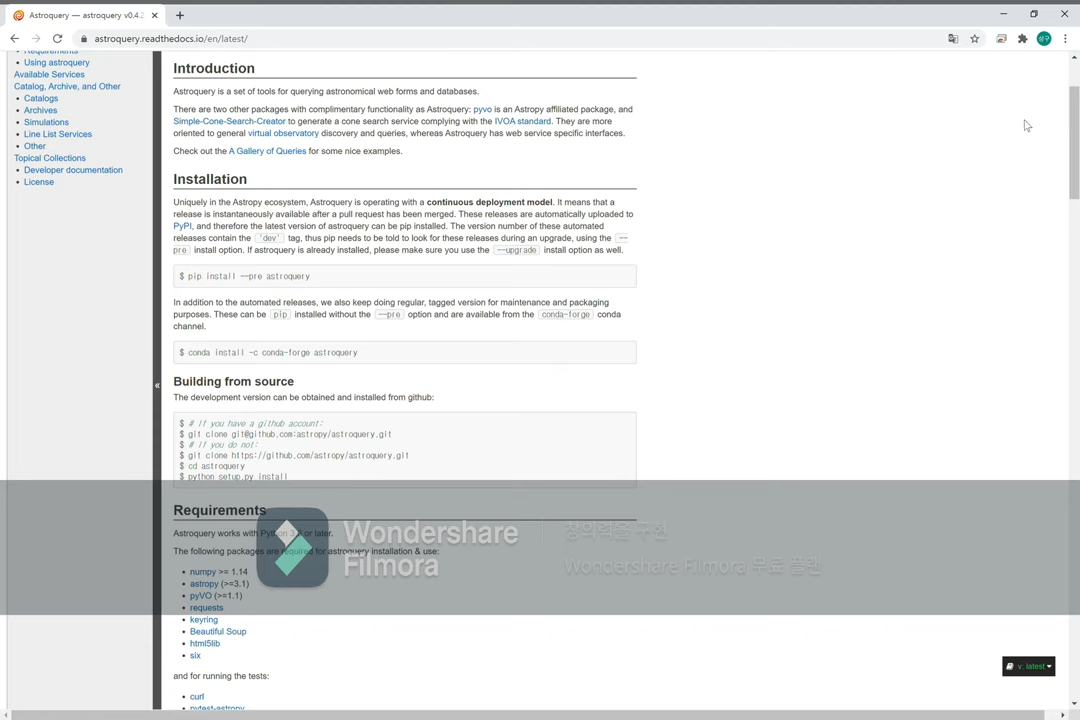 Astroquery — astroquery v0.4.2
astroquery.readthedocs.io/en/latest/
Requirements
Using astroquery
Available Services
Catalog, Archive, and Other
Catalogs
Archives
Simulations
Line List Services
Other
Topical Collections
Developer documentation
License
Introduction
Astroquery is a set of tools for querying astronomical web forms and databases.
There are two other packages with complimentary functionality as Astroquery: pyvo is an Astropy affiliated package, and
Simple-Cone-Search-Creator to generate a cone search service complying with the IVOA standard. They are more
oriented to general virtual observatory discovery and queries, whereas Astroquery has web service specific interfaces.
Check out the A Gallery of Queries for some nice examples.
Installation
Uniquely in the Astropy ecosystem, Astroquery is operating with a continuous deployment model. It means that a
release is instantaneously available after a pull request has been merged. These releases are automatically uploaded to
PyPI, and therefore the latest version of astroquery can be pip installed. The version number of these automated
releases contain the 'dev' tag, thus pip needs to be told to look for these releases during an upgrade, using the --
pre install option. If astroquery is already installed, please make sure you use the --upgrade install option as well.
$ pip install --pre astroquery
In addition to the automated releases, we also keep doing regular, tagged version for maintenance and packaging
purposes. These can be pip installed without the --pre option and are available from the conda-forge conda
channel.
$ conda install -c conda-forge astroquery
Building from source
The development version can be obtained and installed from github:
$ # If you have a github account:
$ git clone git@github.com:astropy/astroquery.git
$ # If you do not:
$ git clone https://github.com/astropy/astroquery.git
$ cd astroquery
$ python setup.py install
Requirements
Astroquery works with Python 3.6 or later.
The following packages are required for astroquery installation & use:
numpy >= 1.14
astropy (>=3.1)
pyVO (>=1.1)
requests
keyring
Beautiful Soup
html5lib
six
and for running the tests:
curl
pytest-astropy
Wondershare
Filmora
창의력을 구현
Wondershare Filmora 무료 플랜
v: latest